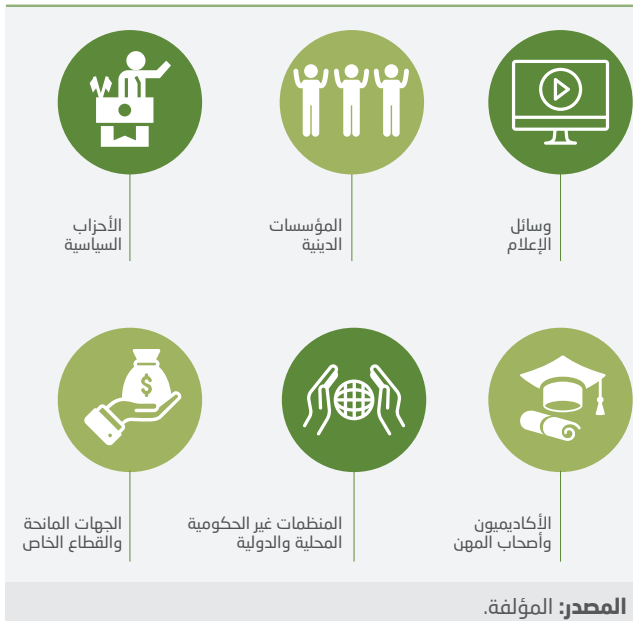 وسائل
الإعلام
المؤسسات
الدينية
الأحزاب
السياسية
الأكاديميون
وأصحاب المهن
المنظمات غير الحكومية
المحلية والدولية
الجهات المانحة
والقطاع الخاص
$
المصدر: المؤلفة.